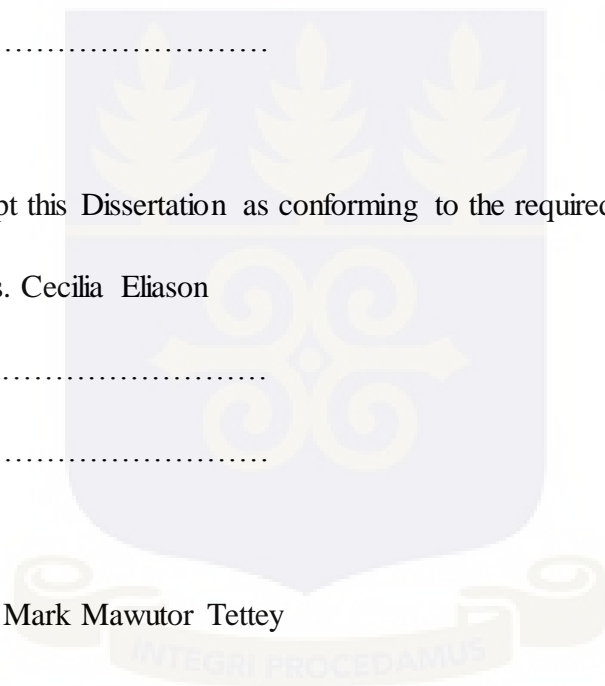 ……………………
pt this Dissertation as conforming to the required
s. Cecilia Eliason
……………………
……………………
Mark Mawutor Tettey
INTEGRI PROCEDAMUS